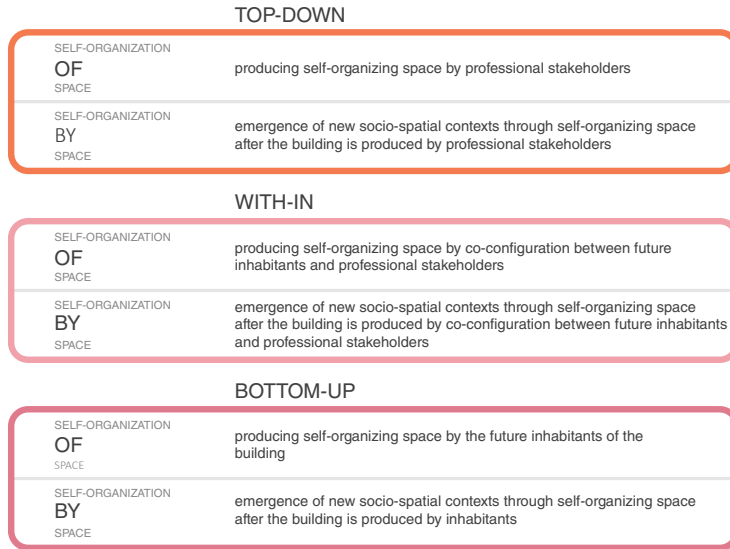 TOP-DOWN
SELF-ORGANIZATION
OF
SPACE
producing self-organizing space by professional stakeholders
SELF-ORGANIZATION
BY
SPACE
emergence of new socio-spatial contexts through self-organizing space
after the building is produced by professional stakeholders
WITH-IN
SELF-ORGANIZATION
OF
SPACE
producing self-organizing space by co-configuration between future
inhabitants and professional stakeholders
SELF-ORGANIZATION
BY
SPACE
emergence of new socio-spatial contexts through self-organizing space
after the building is produced by co-configuration between future inhabitants
and professional stakeholders
BOTTOM-UP
SELF-ORGANIZATION
OF
SPACE
producing self-organizing space by the future inhabitants of the
building
SELF-ORGANIZATION
BY
SPACE
emergence of new socio-spatial contexts through self-organizing space
after the building is produced by inhabitants